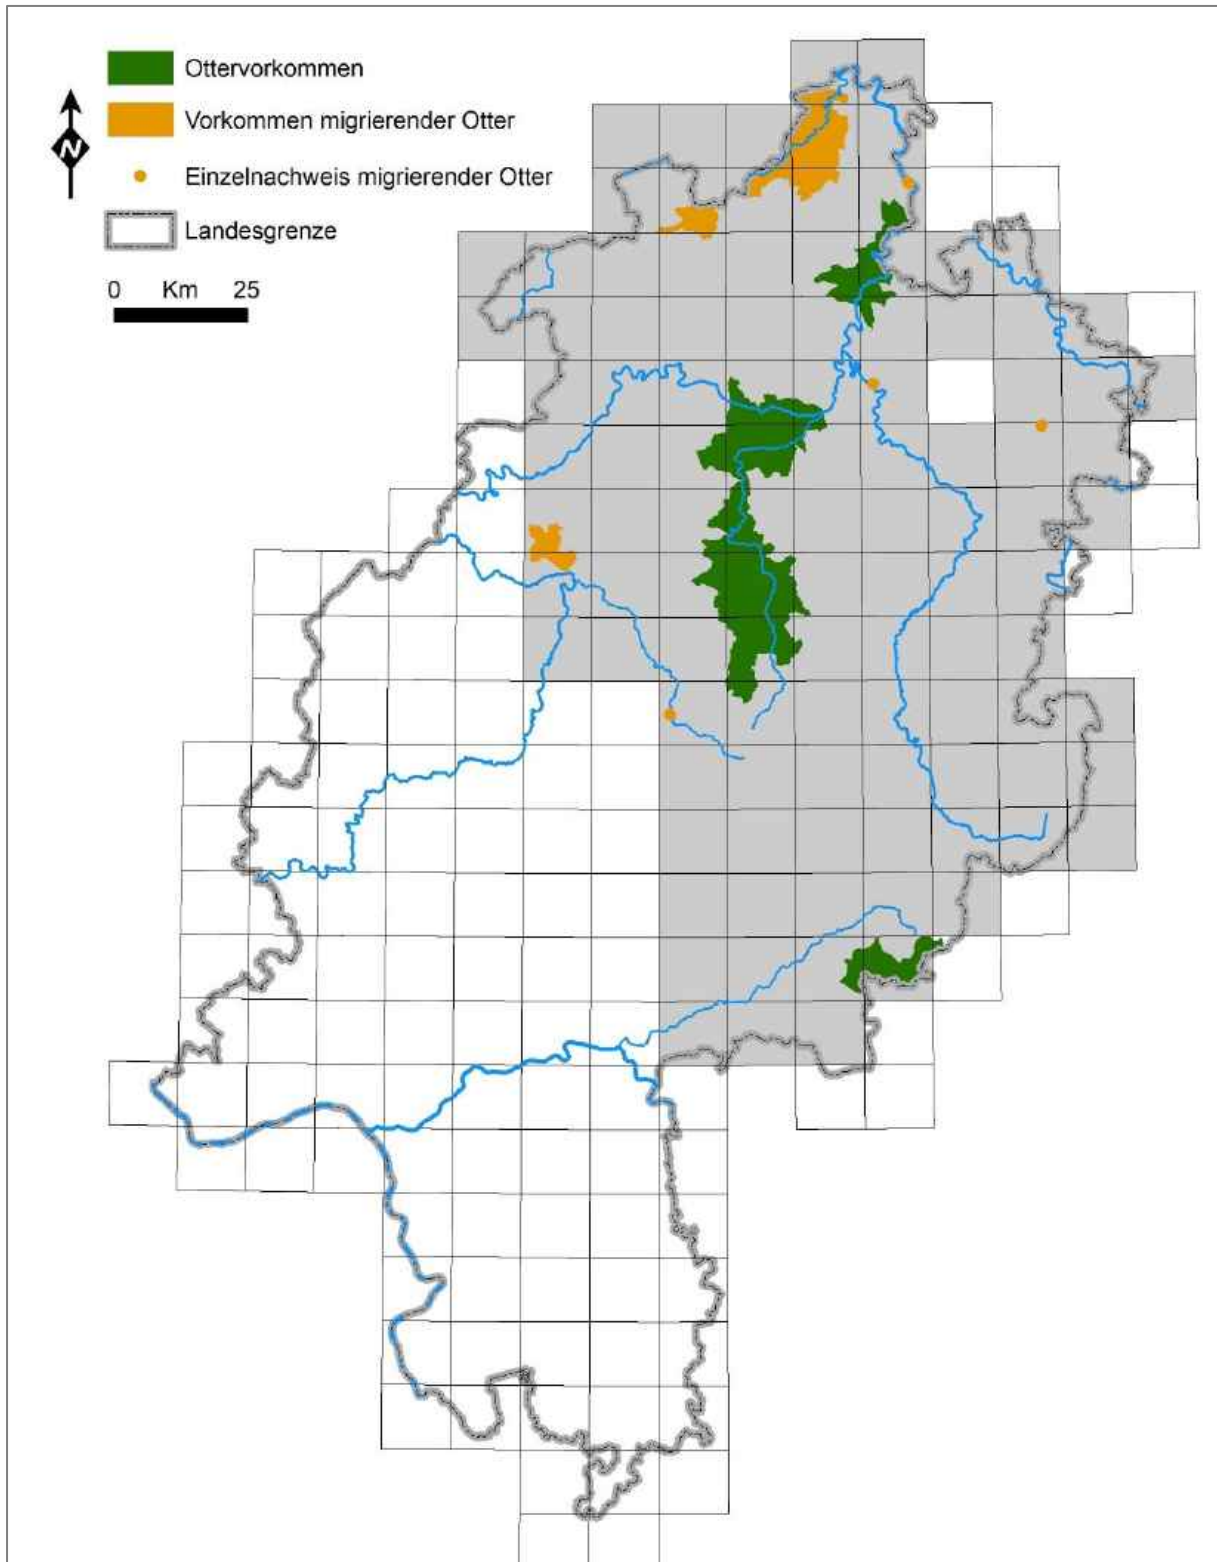 Ottervorkommen
Vorkommen migrierender Otter
N
Einzelnachweis migrierender Otter
Landesgrenze
0 Km 25